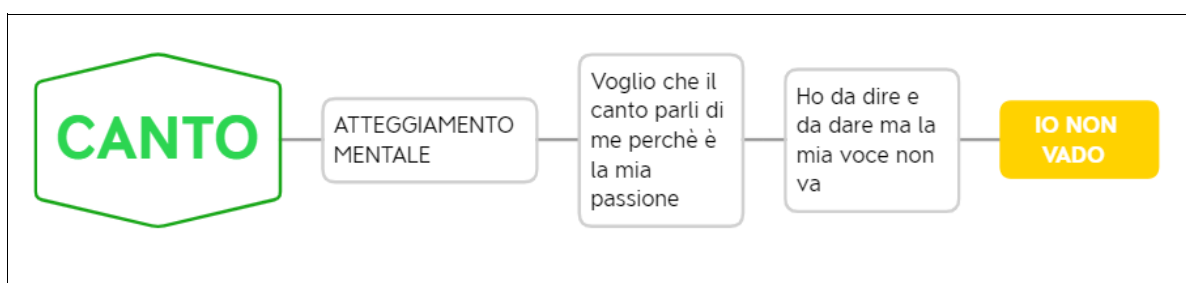 CANTO
ATTEGGIAMENTO
MENTALE
Voglio che il
canto parli di
me perchè è
la mia
passione
Ho da dire e
da dare ma la
mia voce non
va
IO NON
VADO